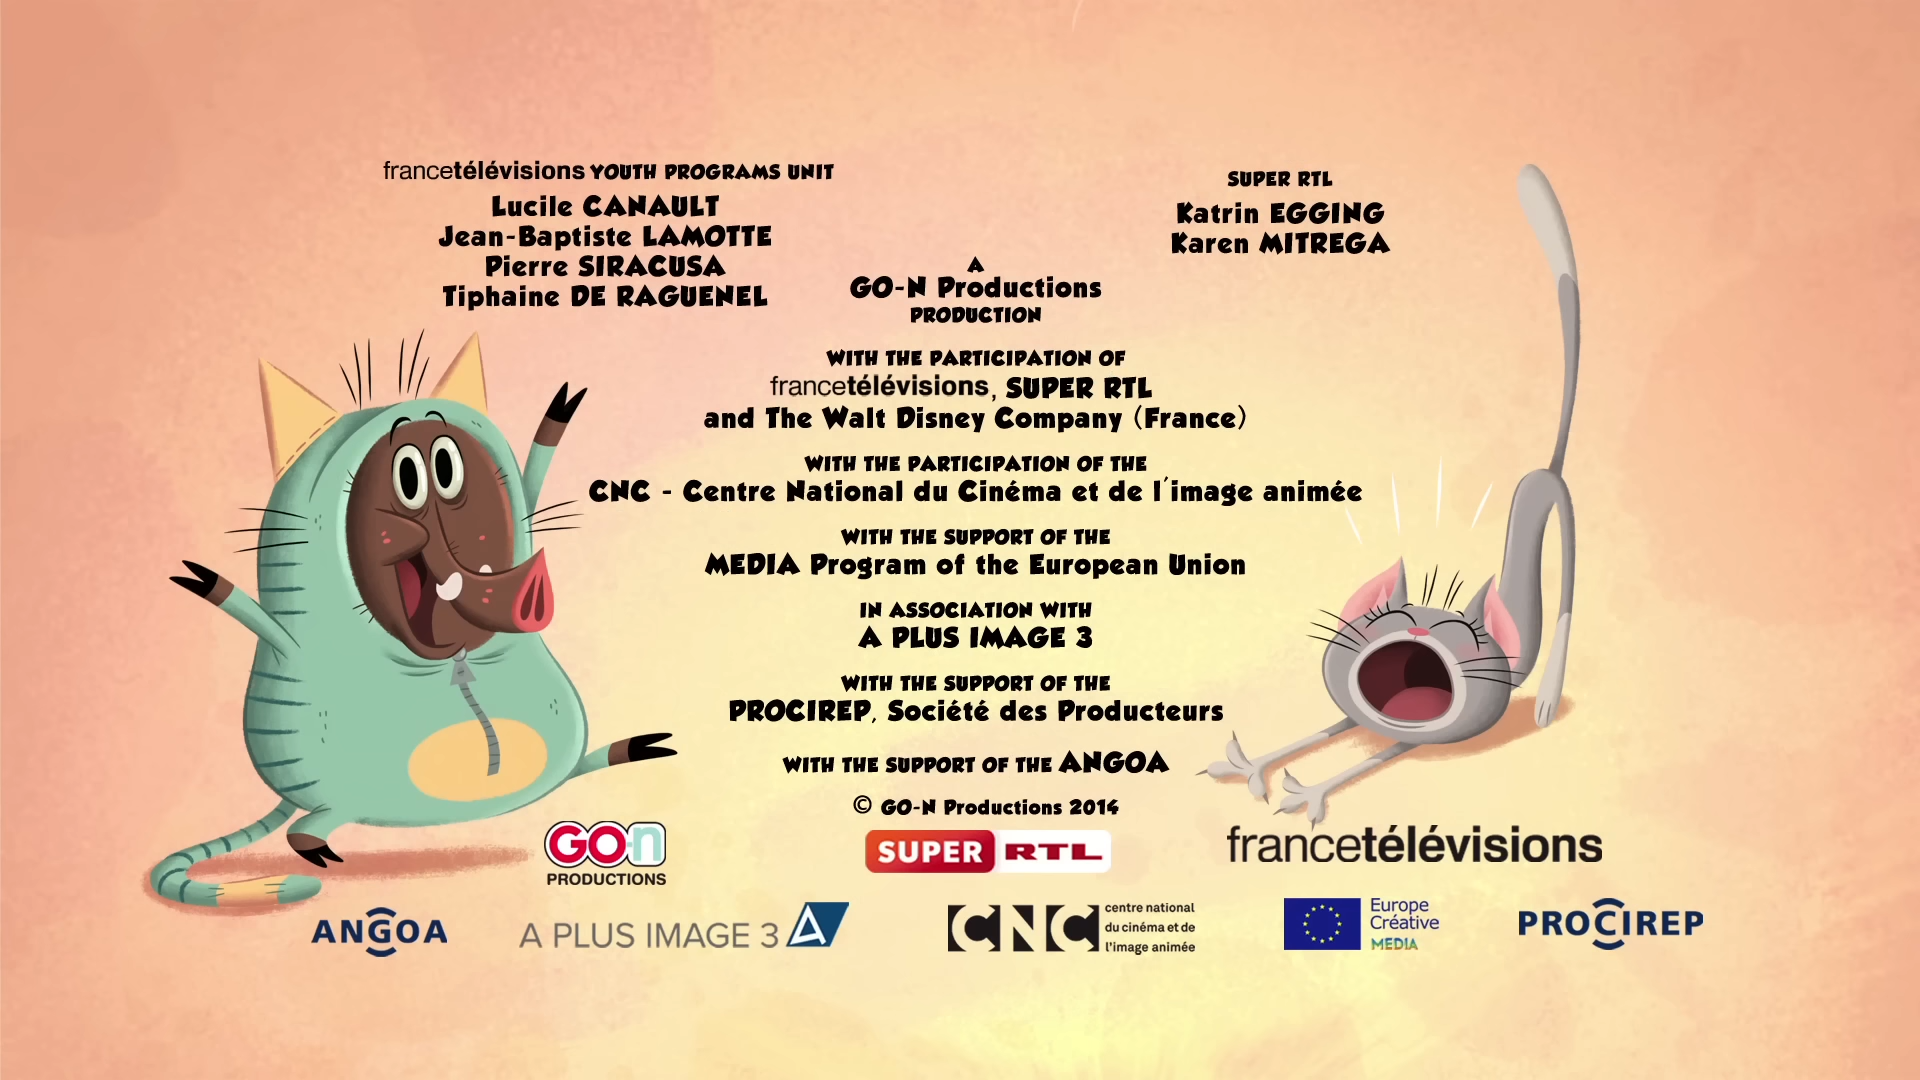 francetélévisions YOUTH PROGRAMS UNIT
Lucile CANAULT
Jean-Baptiste LAMOTTE
Pierre SIRACUSA
Tiphaine DE RAGUENEL
SUPER RTL
Katrin EGGING
Karen MITREGA
A
GO-N Productions
PRODUCTION
WITH THE PARTICIPATION OF
francetélévisions, SUPER RTL
and The Walt Disney Company (France)
WITH THE PARTICIPATION OF THE
CNC - Centre National du Cinéma et de l'image animée
WITH THE SUPPORT OF THE
MEDIA Program of the European Union
IN ASSOCIATION WITH
A PLUS IMAGE 3
WITH THE SUPPORT OF THE
PROCIREP, Société des Producteurs
WITH THE SUPPORT OF THE ANGOA
© GO-N Productions 2014
GO-n
PRODUCTIONS
SUPER RTL
francetélévisions
ANGOA
A PLUS IMAGE 3
CNC
centre national
du cinéma et de
l'image animée
Europe
Créative
MEDIA
PROCIREP